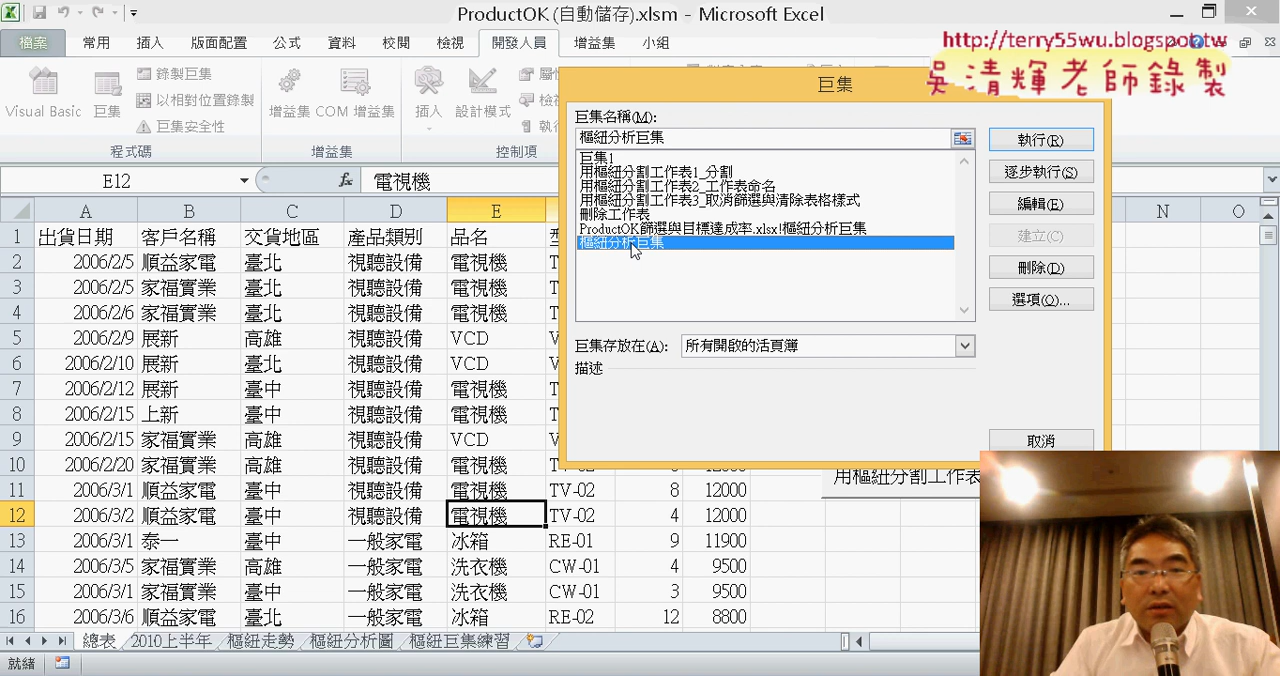 ProductOK (自動儲存).xlsm - Microsoft Excel
檔案 常用 插入 版面配置 公式 資料 校閱 檢視 開發人員 增益集 小組
http://terry55wu.blogspot.tw
吳清輝老師錄製
Visual Basic 巨集 錄製巨集 以相對位置錄製 巨集安全性
增益集 COM 增益集 插入 設計模式
程式碼 增益集 控制項
E12 fx 電視機
巨集
巨集名稱(M):
樞紐分析巨集
巨集1
用樞紐分割工作表1_分割
用樞紐分割工作表2_工作表命名
用樞紐分割工作表3_取消篩選與清除表格樣式
刪除工作表
ProductOK篩選與目標達成率.xlsx!樞紐分析巨集
樞紐分析巨集
執行(R)
逐步執行(S)
編輯(E)
建立(C)
刪除(D)
選項(O)...
巨集存放在(A): 所有開啟的活頁簿
描述
取消
A B C D E N O
1 出貨日期 客戶名稱 交貨地區 產品類別 品名
2 2006/2/5 順益家電 臺北 視聽設備 電視機
3 2006/2/5 家福實業 臺北 視聽設備 電視機
4 2006/2/6 家福實業 臺北 視聽設備 電視機
5 2006/2/9 展新 高雄 視聽設備 VCD
6 2006/2/10 展新 臺北 視聽設備 VCD
7 2006/2/12 展新 臺中 視聽設備 電視機
8 2006/2/15 上新 臺中 視聽設備 電視機
9 2006/2/15 家福實業 高雄 視聽設備 VCD
10 2006/2/20 家福實業 高雄 視聽設備 電視機
11 2006/3/1 順益家電 臺中 視聽設備 電視機 TV-02 8 12000
用樞紐分割工作表
12 2006/3/2 順益家電 臺中 視聽設備 電視機 TV-02 4 12000
13 2006/3/1 泰一 臺中 一般家電 冰箱 RE-01 9 11900
14 2006/3/5 家福實業 高雄 一般家電 洗衣機 CW-01 4 9500
15 2006/3/1 家福實業 臺中 一般家電 洗衣機 CW-01 3 9500
16 2006/3/6 順益家電 臺北 一般家電 冰箱 RE-02 12 8800
總表 2010上半年 樞紐走勢 樞紐分析圖 樞紐巨集練習
就緒